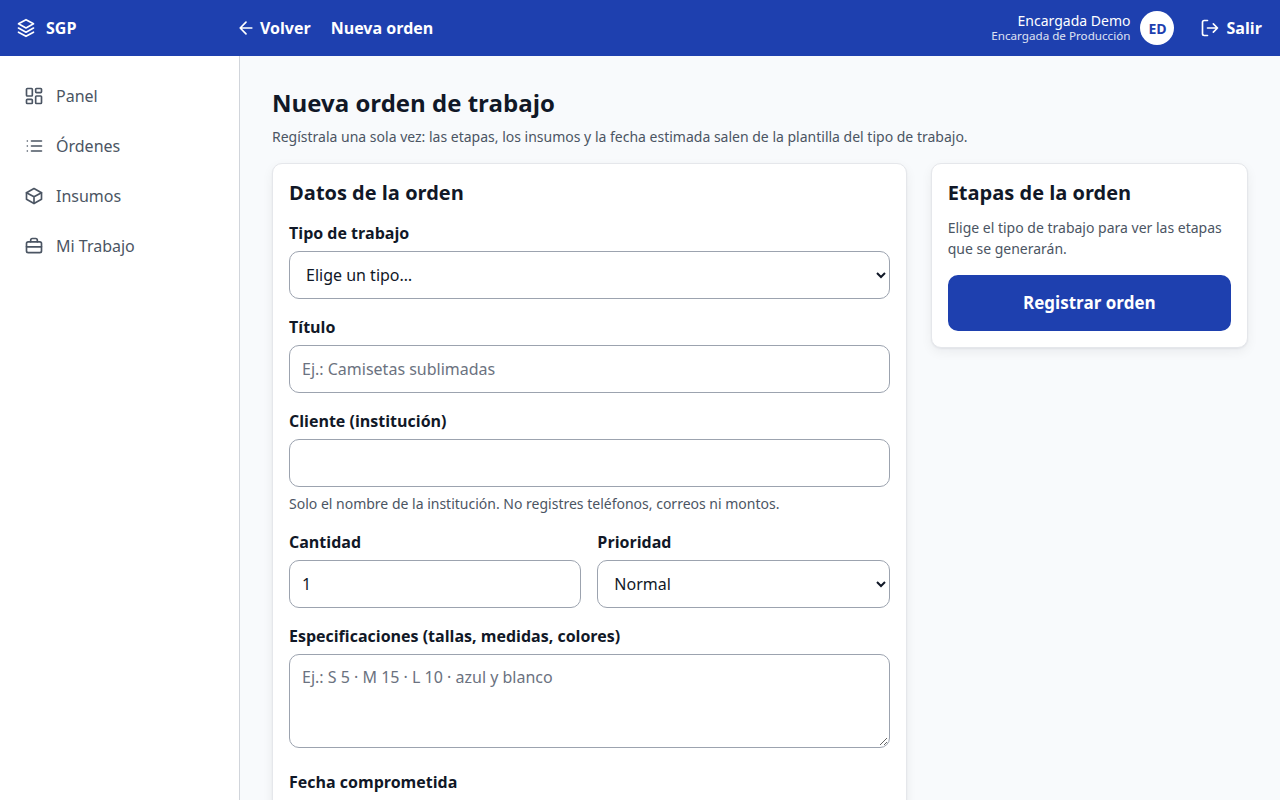 SGP
Volver
Nueva orden
Encargada Demo
Encargada de Producción
ED
Salir
Panel
Órdenes
Insumos
Mi Trabajo
Nueva orden de trabajo
Regístrala una sola vez: las etapas, los insumos y la fecha estimada salen de la plantilla del tipo de trabajo.
Datos de la orden
Tipo de trabajo
Elige un tipo...
Título
Ej.: Camisetas sublimadas
Cliente (institución)
Solo el nombre de la institución. No registres teléfonos, correos ni montos.
Cantidad
Prioridad
1
Normal
Especificaciones (tallas, medidas, colores)
Ej.: S 5 · M 15 · L 10 · azul y blanco
Fecha comprometida
Etapas de la orden
Elige el tipo de trabajo para ver las etapas
que se generarán.
Registrar orden